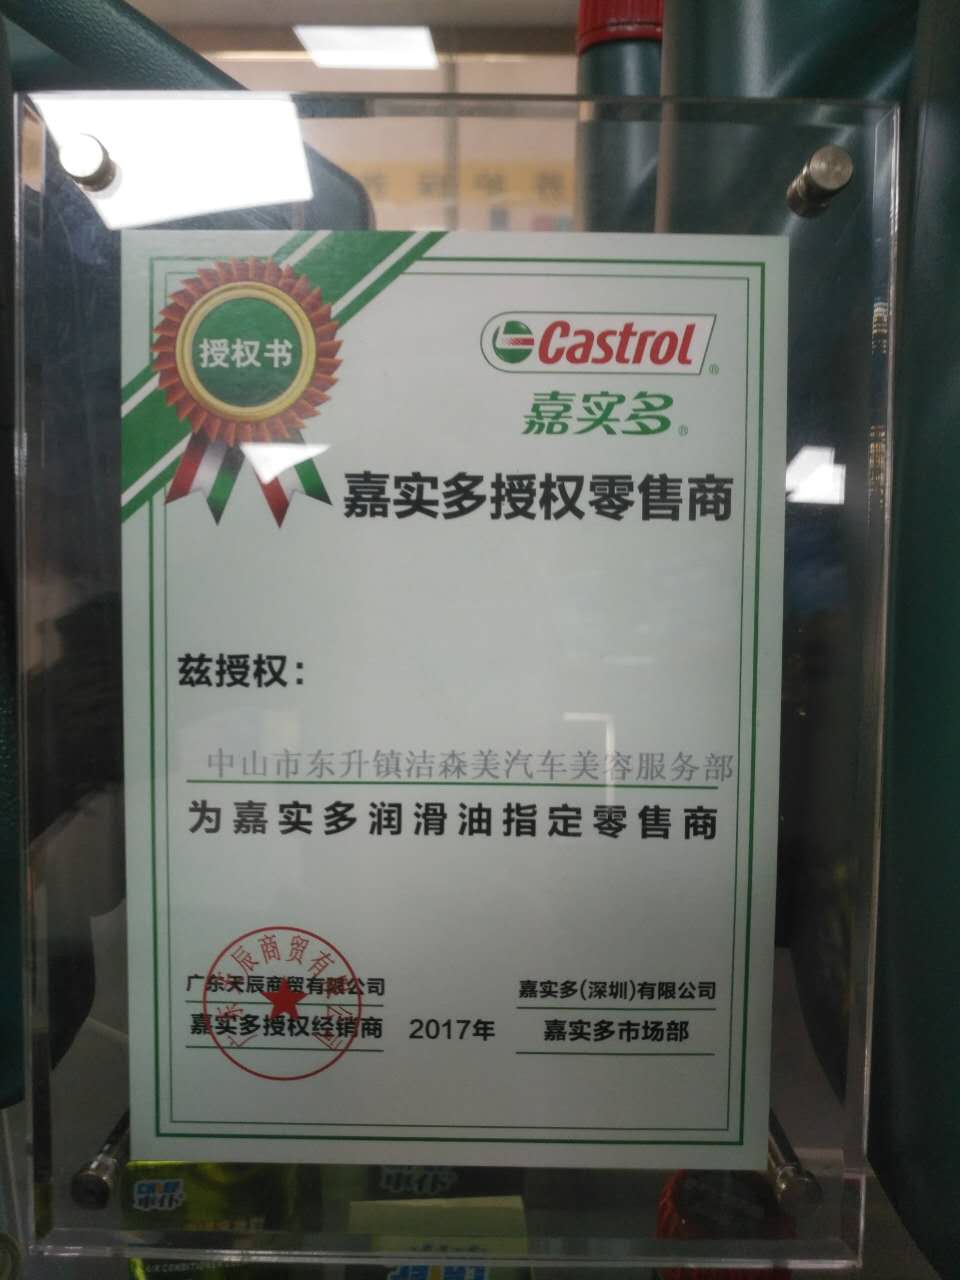 授权书
Castrol®
嘉实多®
嘉实多授权零售商
兹授权：
中山市东升镇洁森美汽车美容服务部
为嘉实多润滑油指定零售商
广东天辰商贸有限公司
嘉实多授权经销商
2017年
嘉实多(深圳)有限公司
嘉实多市场部
车仆